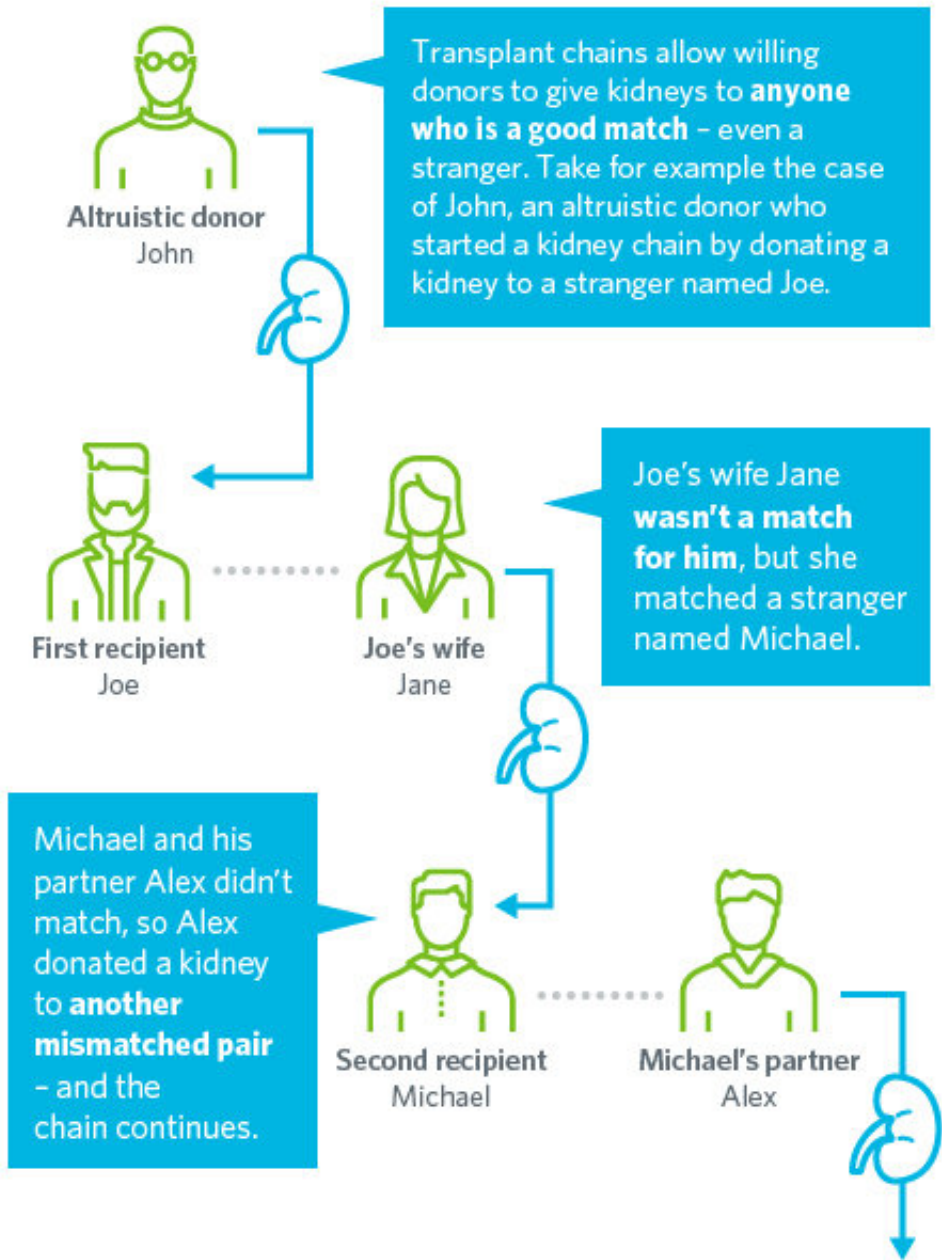 Transplant chains allow willing
donors to give kidneys to anyone
who is a good match – even a
stranger. Take for example the case
of John, an altruistic donor who
started a kidney chain by donating a
kidney to a stranger named Joe.
Altruistic donor
John
Joe's wife Jane
wasn't a match
for him, but she
matched a stranger
named Michael.
First recipient
Joe
Joe's wife
Jane
Michael and his
partner Alex didn't
match, so Alex
donated a kidney
to another
mismatched pair
– and the
chain continues.
Second recipient
Michael
Michael's partner
Alex